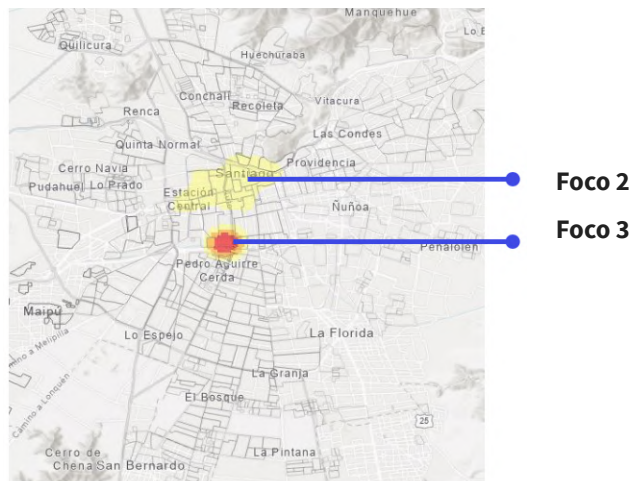 Manquehue
Lo B
Quilicura
Huechuraba
Conchalí
Recoleta
Vitacura
Renca
Las Condes
Quinta Normal
Providencia
Cerro Navia
Santiago
Pudahuel
Lo Prado
Estación
Central
Foco 2
Ñuñoa
Foco 3
Peñalolén
Pedro Aguirre
Cerda
Maipú
Lo Espejo
La Florida
Camino a Melipilla
La Granja
Camino a Lonquén
El Bosque
25
Cerro de
Chena
San Bernardo
La Pintana